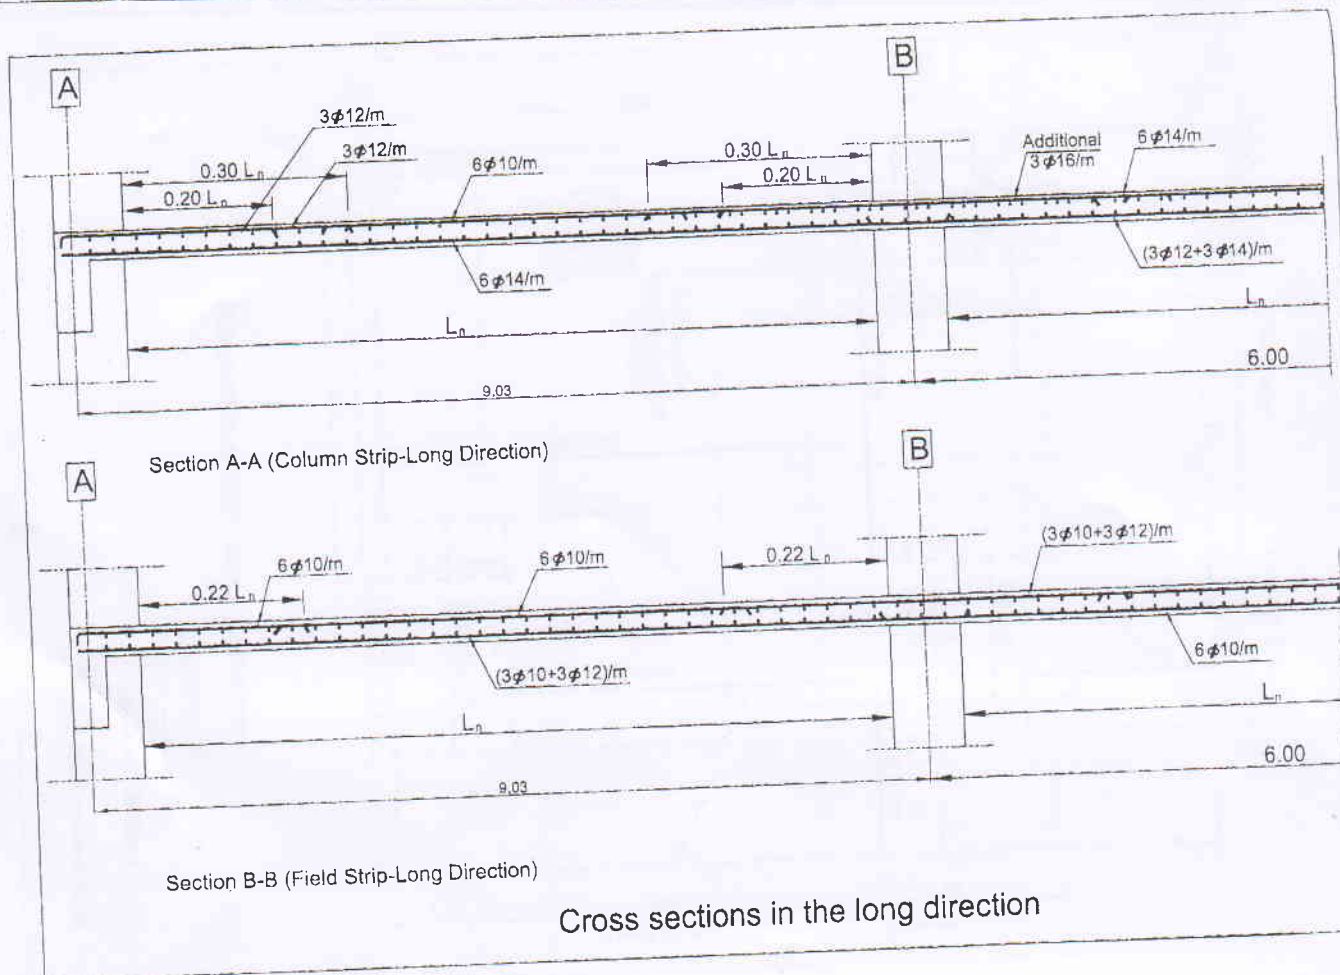 A
B
3ϕ12/m
3ϕ12/m
0.30 Ln
0.20 Ln
6ϕ10/m
0.30 Ln
0.20 Ln
Additional
3ϕ16/m
6ϕ14/m
6ϕ14/m
(3ϕ12+3ϕ14)/m
Ln
Ln
9.03
6.00
Section A-A (Column Strip-Long Direction)
A
B
6ϕ10/m
0.22 Ln
6ϕ10/m
0.22 Ln
(3ϕ10+3ϕ12)/m
(3ϕ10+3ϕ12)/m
6ϕ10/m
Ln
Ln
9.03
6.00
Section B-B (Field Strip-Long Direction)
Cross sections in the long direction